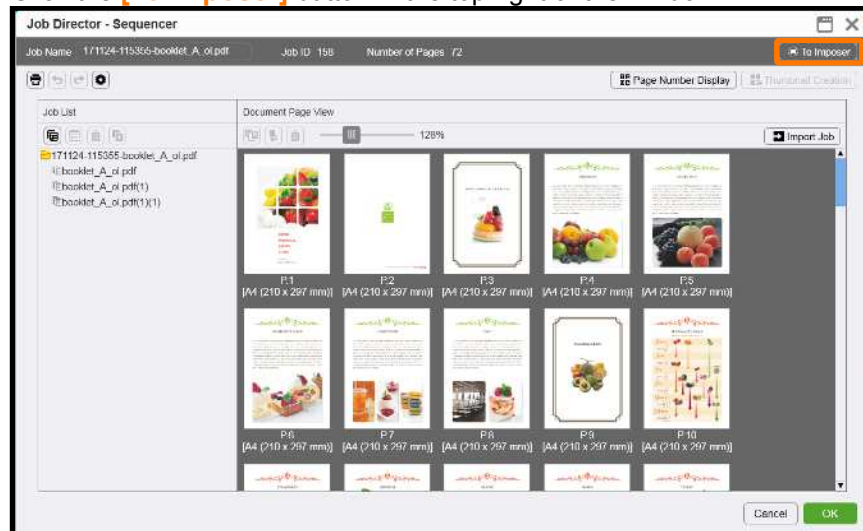 Job Director - Sequencer
Job Name 171124-115355-booklet_A_ol.pdf Job ID 158 Number of Pages 72 To Imposer
Page Number Display Thumbnail Creation
Job List Document Page View
128% Import Job
171124-115355-booklet_A_ol.pdf
booklet_A_ol.pdf
booklet_A_ol.pdf(1)
booklet_A_ol.pdf(1)(1)
P.1 P.2 P.3 P.4 P.5
[A4 (210 x 297 mm)] [A4 (210 x 297 mm)] [A4 (210 x 297 mm)] [A4 (210 x 297 mm)] [A4 (210 x 297 mm)]
P.6 P.7 P.8 P.9 P.10
[A4 (210 x 297 mm)] [A4 (210 x 297 mm)] [A4 (210 x 297 mm)] [A4 (210 x 297 mm)] [A4 (210 x 297 mm)]
Cancel OK